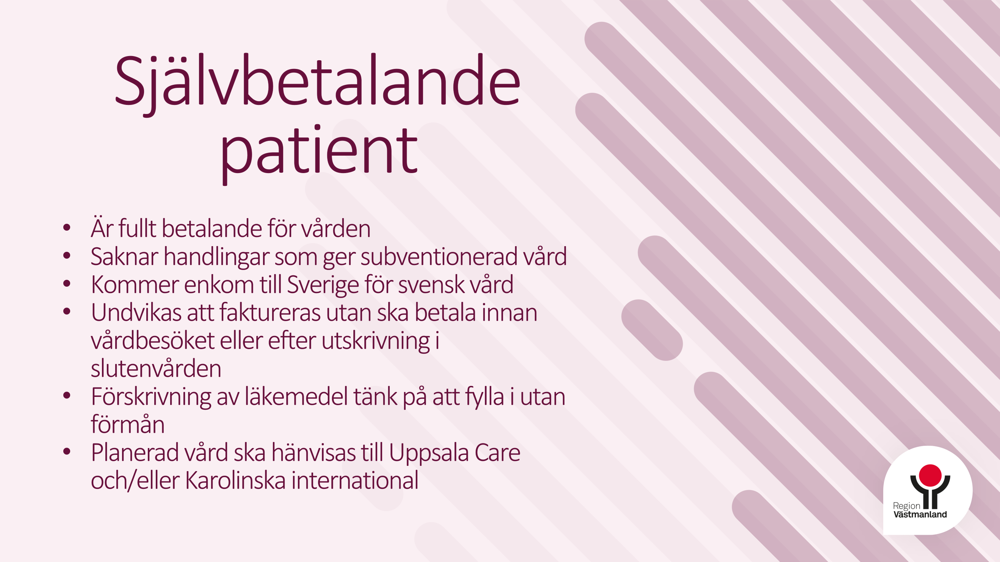 Självbetalande
patient
• Är fullt betalande för vården
• Saknar handlingar som ger subventionerad vård
• Kommer enkom till Sverige för svensk vård
• Undvikas att faktureras utan ska betala innan
vårdbesöket eller efter utskrivning i
slutenvården
• Förskrivning av läkemedel tänk på att fylla i utan
förmån
• Planerad vård ska hänvisas till Uppsala Care
och/eller Karolinska international
Region
Västmanland